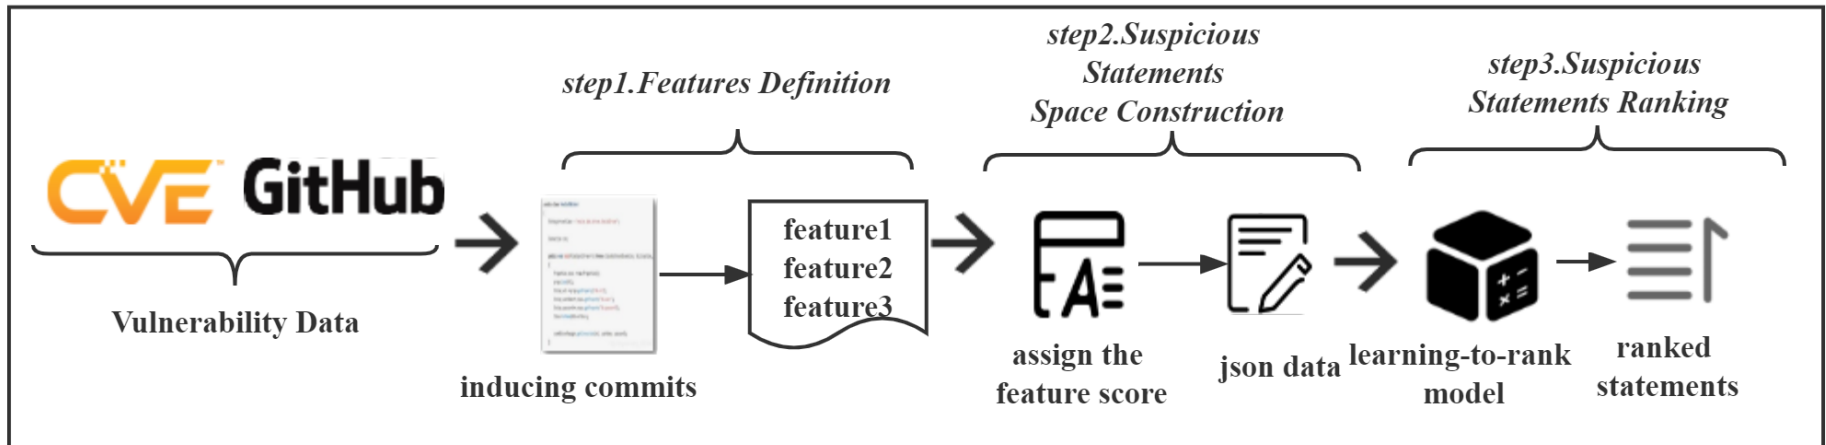 step1.Features Definition
step2.Suspicious
Statements
Space Construction
step3.Suspicious
Statements Ranking
CVE GitHub
Vulnerability Data
inducing commits
feature1
feature2
feature3
assign the
feature score
json data
learning-to-rank
model
ranked
statements